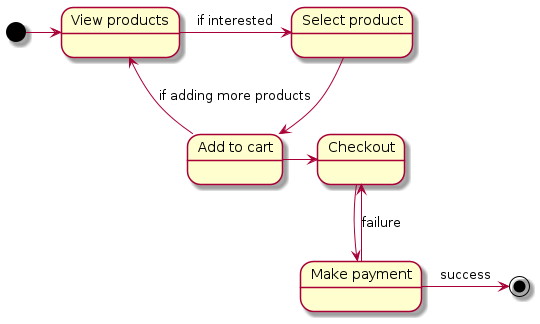 View products
if interested
Select product
if adding more products
Add to cart
Checkout
failure
Make payment
success